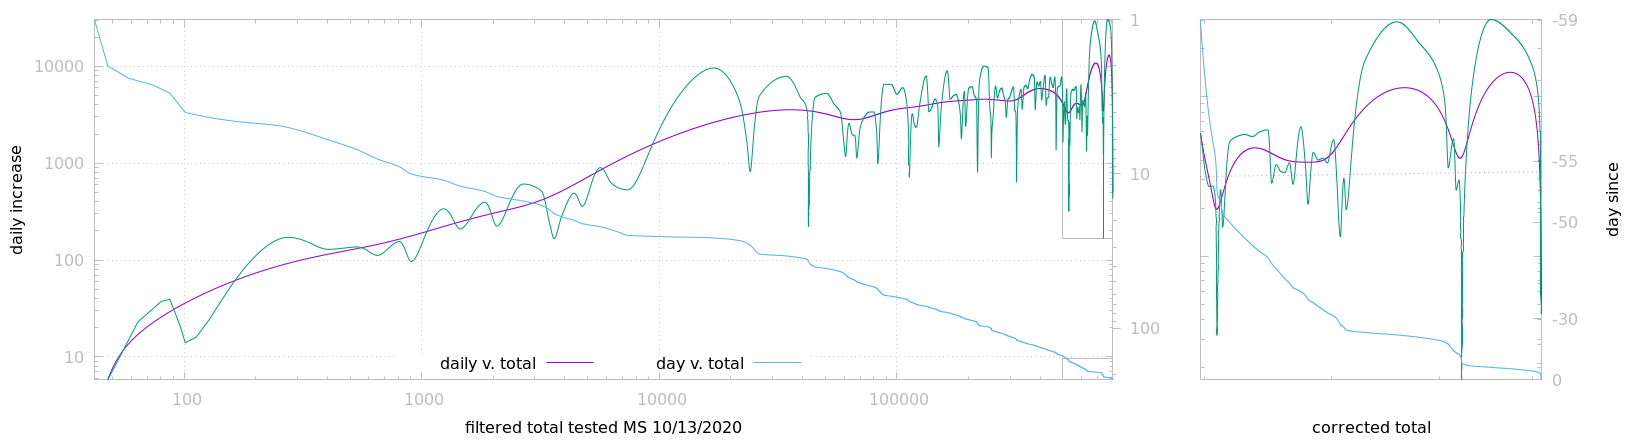 1
-59
10000
daily increase
1000
10
-55
day since
-50
100
-30
100
10
daily v. total
day v. total
0
100
1000
10000
100000
filtered total tested MS 10/13/2020
corrected total